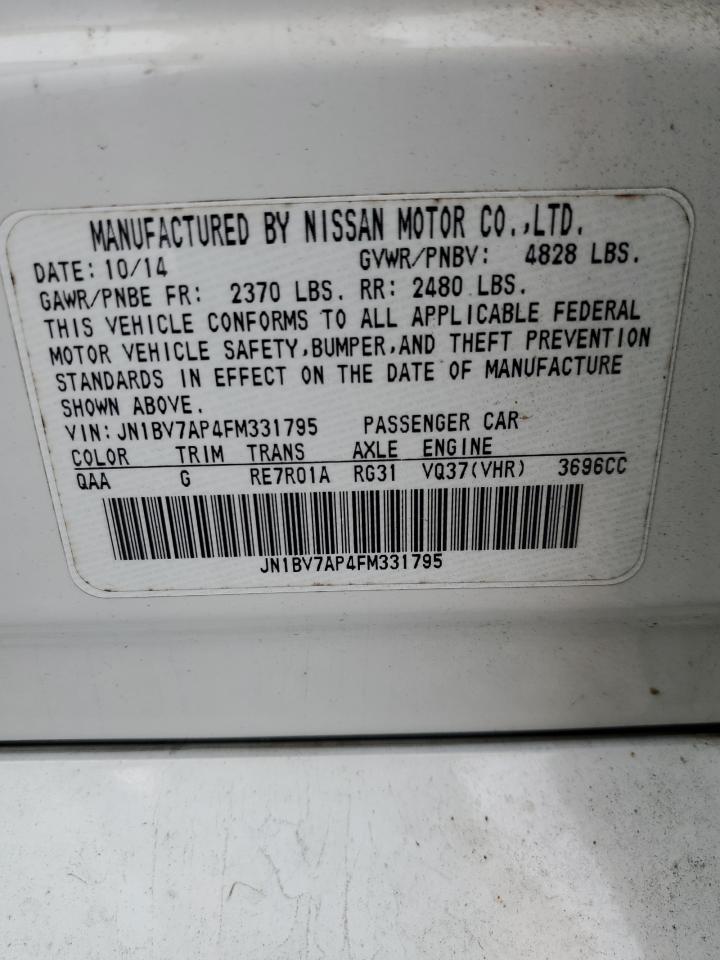 MANUFACTURED BY NISSAN MOTOR CO.,LTD.
DATE: 10/14 GVWR/PNBV: 4828 LBS.
GAWR/PNBE FR: 2370 LBS. RR: 2480 LBS.
THIS VEHICLE CONFORMS TO ALL APPLICABLE FEDERAL
MOTOR VEHICLE SAFETY,BUMPER,AND THEFT PREVENTION
STANDARDS IN EFFECT ON THE DATE OF MANUFACTURE
SHOWN ABOVE.
VIN: JN1BV7AP4FM331795 PASSENGER CAR
COLOR TRIM TRANS AXLE ENGINE
QAA G RE7R01A RG31 VQ37(VHR) 3696CC
JN1BV7AP4FM331795